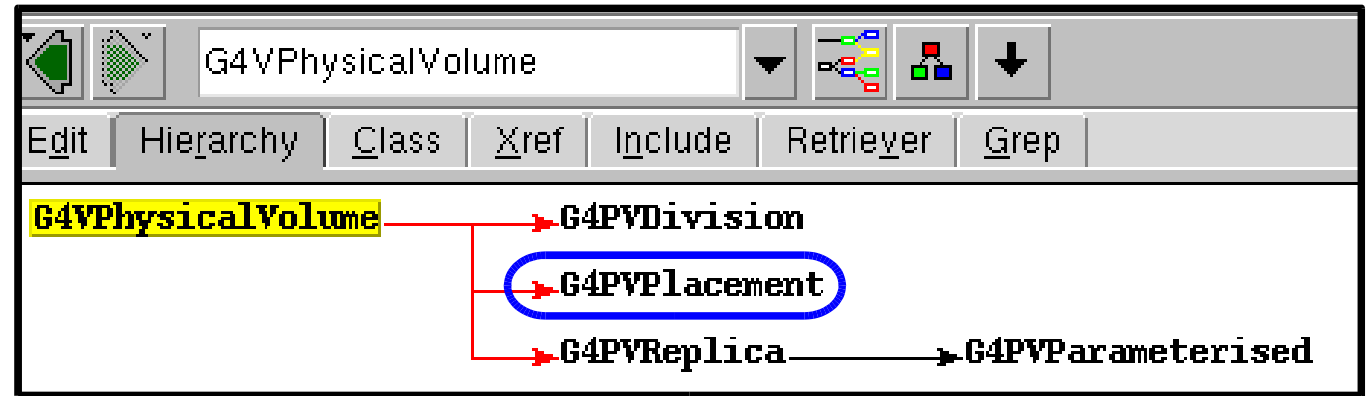 G4VPhysicalVolume
Edit Hierarchy Class Xref Include Retriever Grep
G4VPhysicalVolume G4PVDivision
G4PVPlacement
G4PVReplica G4PVParameterised